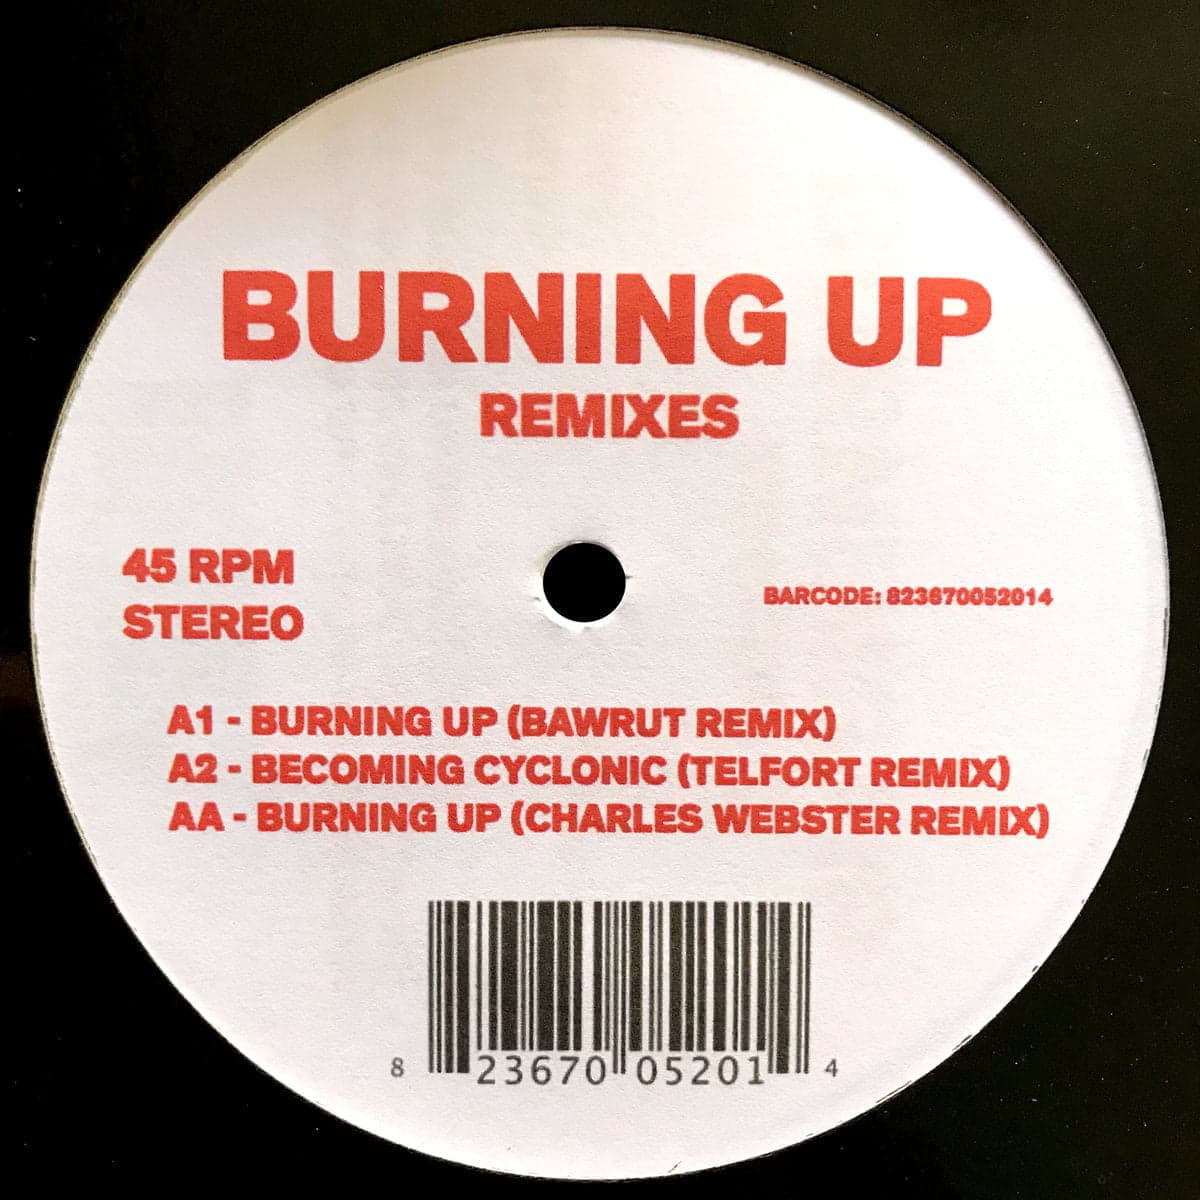 BURNING UP
REMIXES
45 RPM
STEREO
BARCODE: 823670052014
A1 - BURNING UP (BAWRUT REMIX)
A2 - BECOMING CYCLONIC (TELFORT REMIX)
AA - BURNING UP (CHARLES WEBSTER REMIX)
8 23670 05201 4